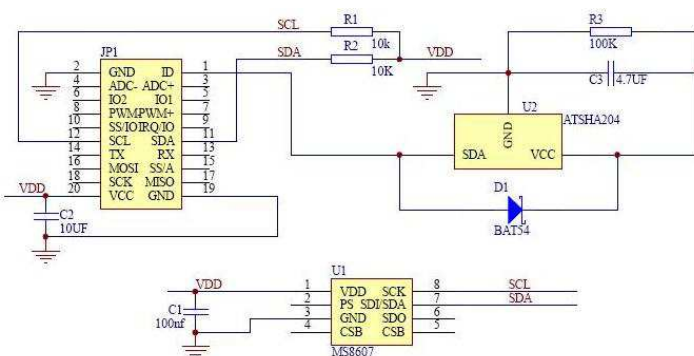 SCL
R1
10k
SDA
R2
10K
VDD
R3
100K
C3
4.7UF
JP1
2 GND ID 1
4 ADC- ADC+ 3
6 IO2 IO1 5
8 PWM- PWM+ 7
10 SS/IO IRQ/IO 9
12 SCL SDA 11
14 TX RX 13
16 MOSI SS/A 15
18 SCK MISO 17
20 VCC GND 19
VDD
C2
10UF
U2
ATSHA204
GND
SDA VCC
D1
BAT54
U1
VDD 1 VDD SCK 8 SCL
2 PS SDI/SDA 7 SDA
3 GND SDO 6
4 CSB CSB 5
C1
100nf
MS8607